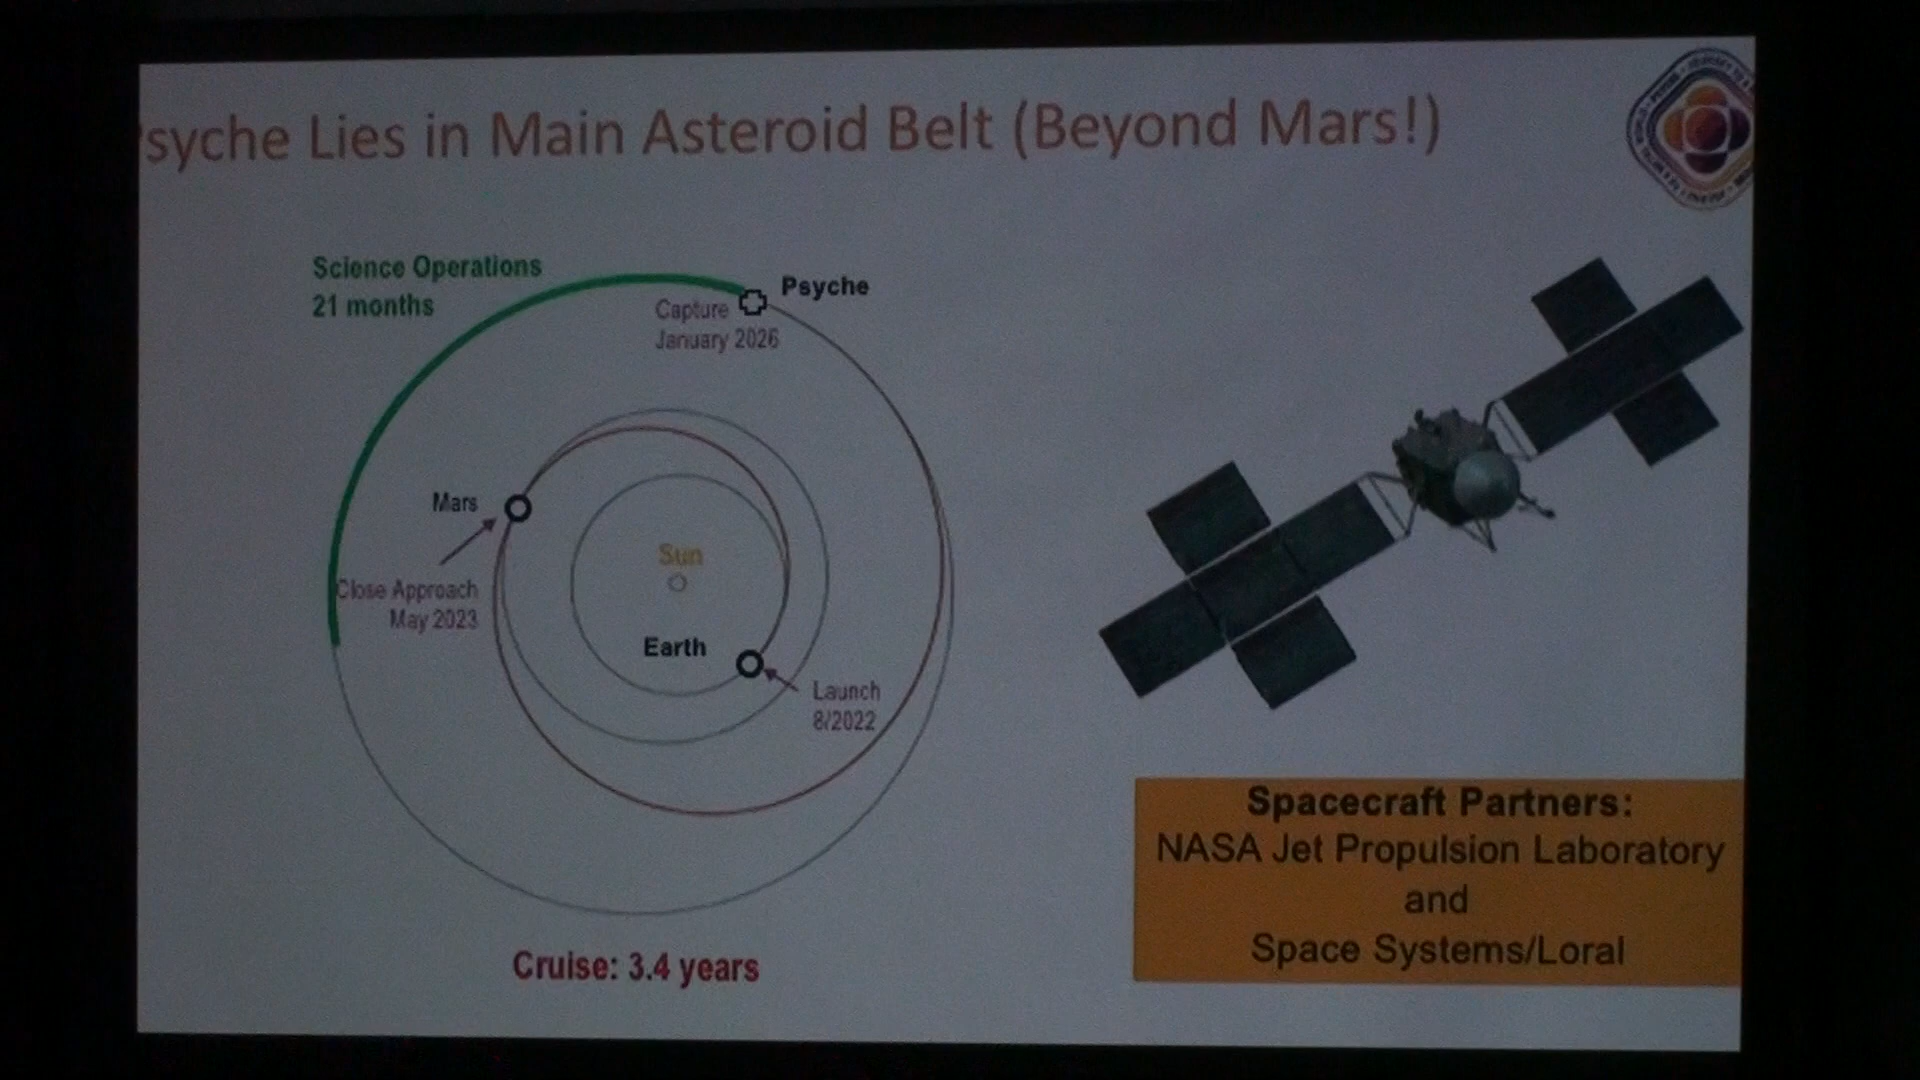 syche Lies in Main Asteroid Belt (Beyond Mars!)
Science Operations
21 months
Psyche
Capture
January 2026
Mars
Close Approach
May 2023
Sun
Earth
Launch
8/2022
Cruise: 3.4 years
Spacecraft Partners:
NASA Jet Propulsion Laboratory
and
Space Systems/Loral